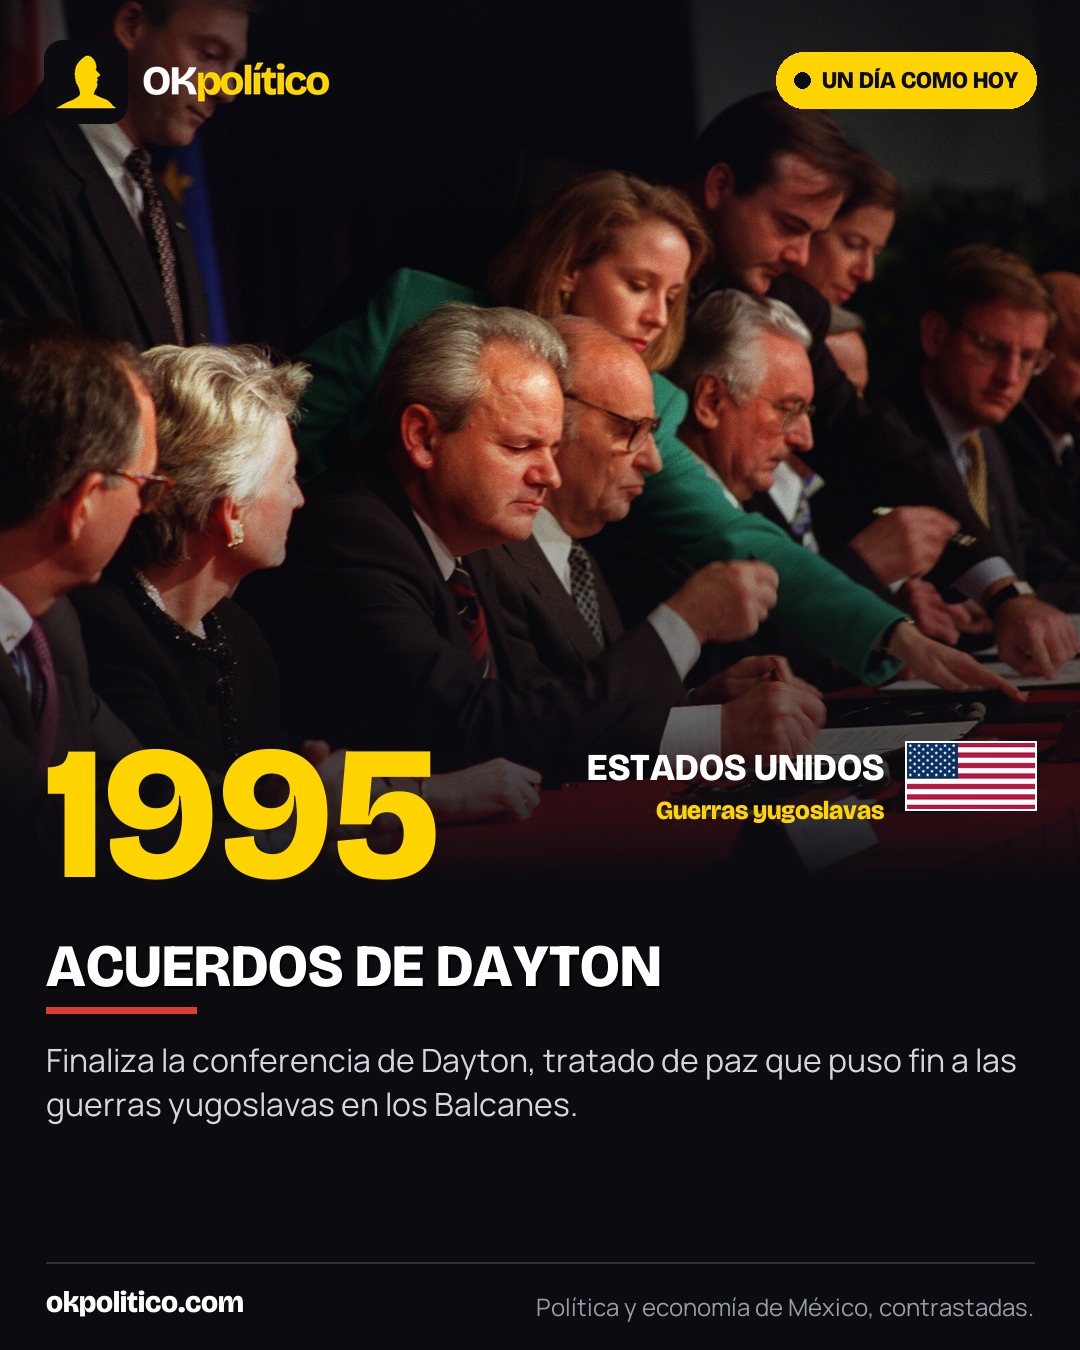 OKpolítico
UN DÍA COMO HOY
1995
ESTADOS UNIDOS
Guerras yugoslavas
ACUERDOS DE DAYTON
Finaliza la conferencia de Dayton, tratado de paz que puso fin a las
guerras yugoslavas en los Balcanes.
okpolitico.com
Política y economía de México, contrastadas.